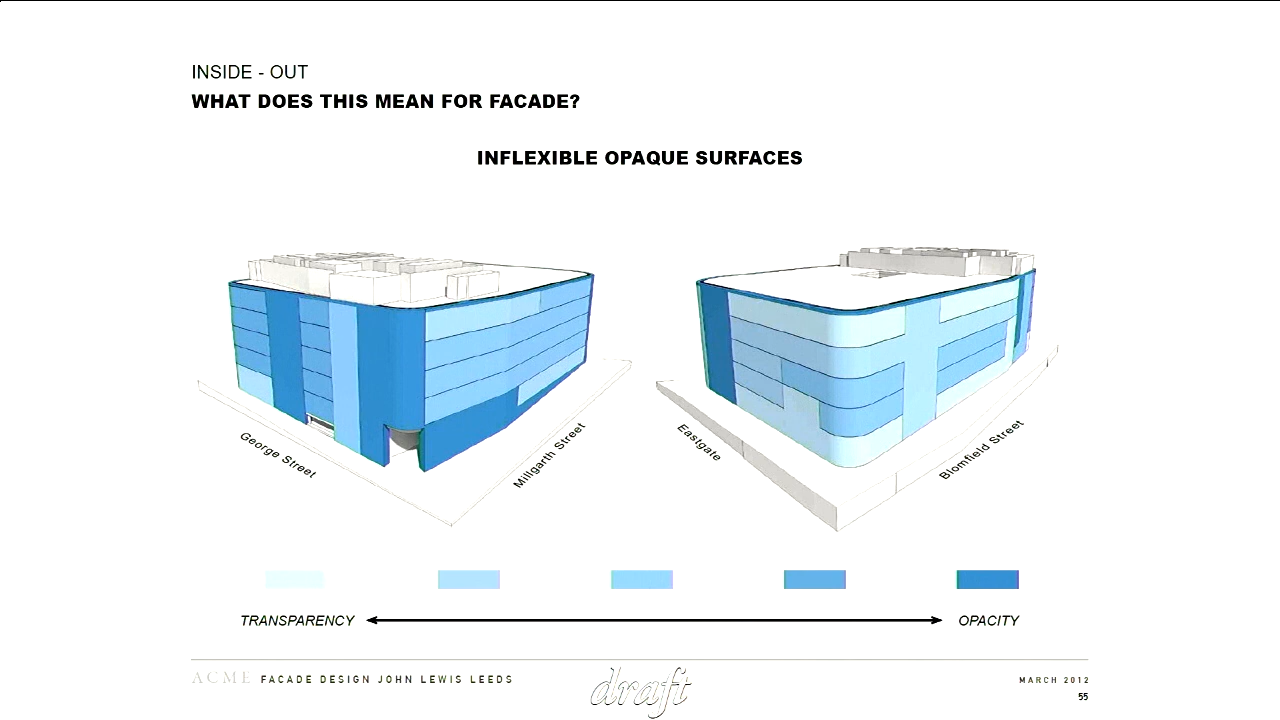 INSIDE - OUT
WHAT DOES THIS MEAN FOR FACADE?
INFLEXIBLE OPAQUE SURFACES
George Street
Millgarth Street
Eastgate
Blomfield Street
TRANSPARENCY
OPACITY
ACME FACADE DESIGN JOHN LEWIS LEEDS
draft
MARCH 2012
55